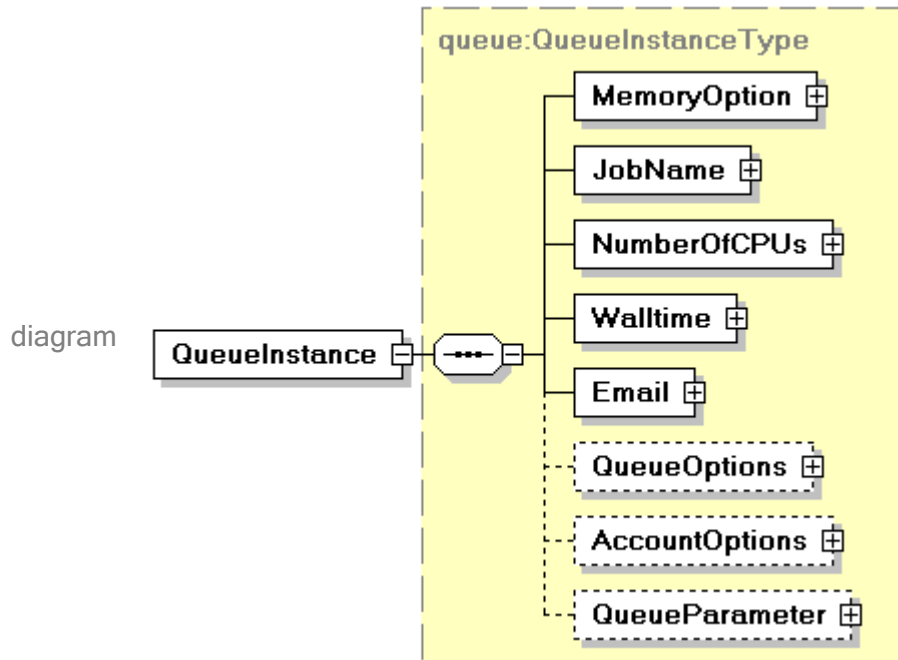 queue:QueueInstanceType
MemoryOption
JobName
NumberOfCPUs
Walltime
diagram
QueueInstance
Email
QueueOptions
AccountOptions
QueueParameter